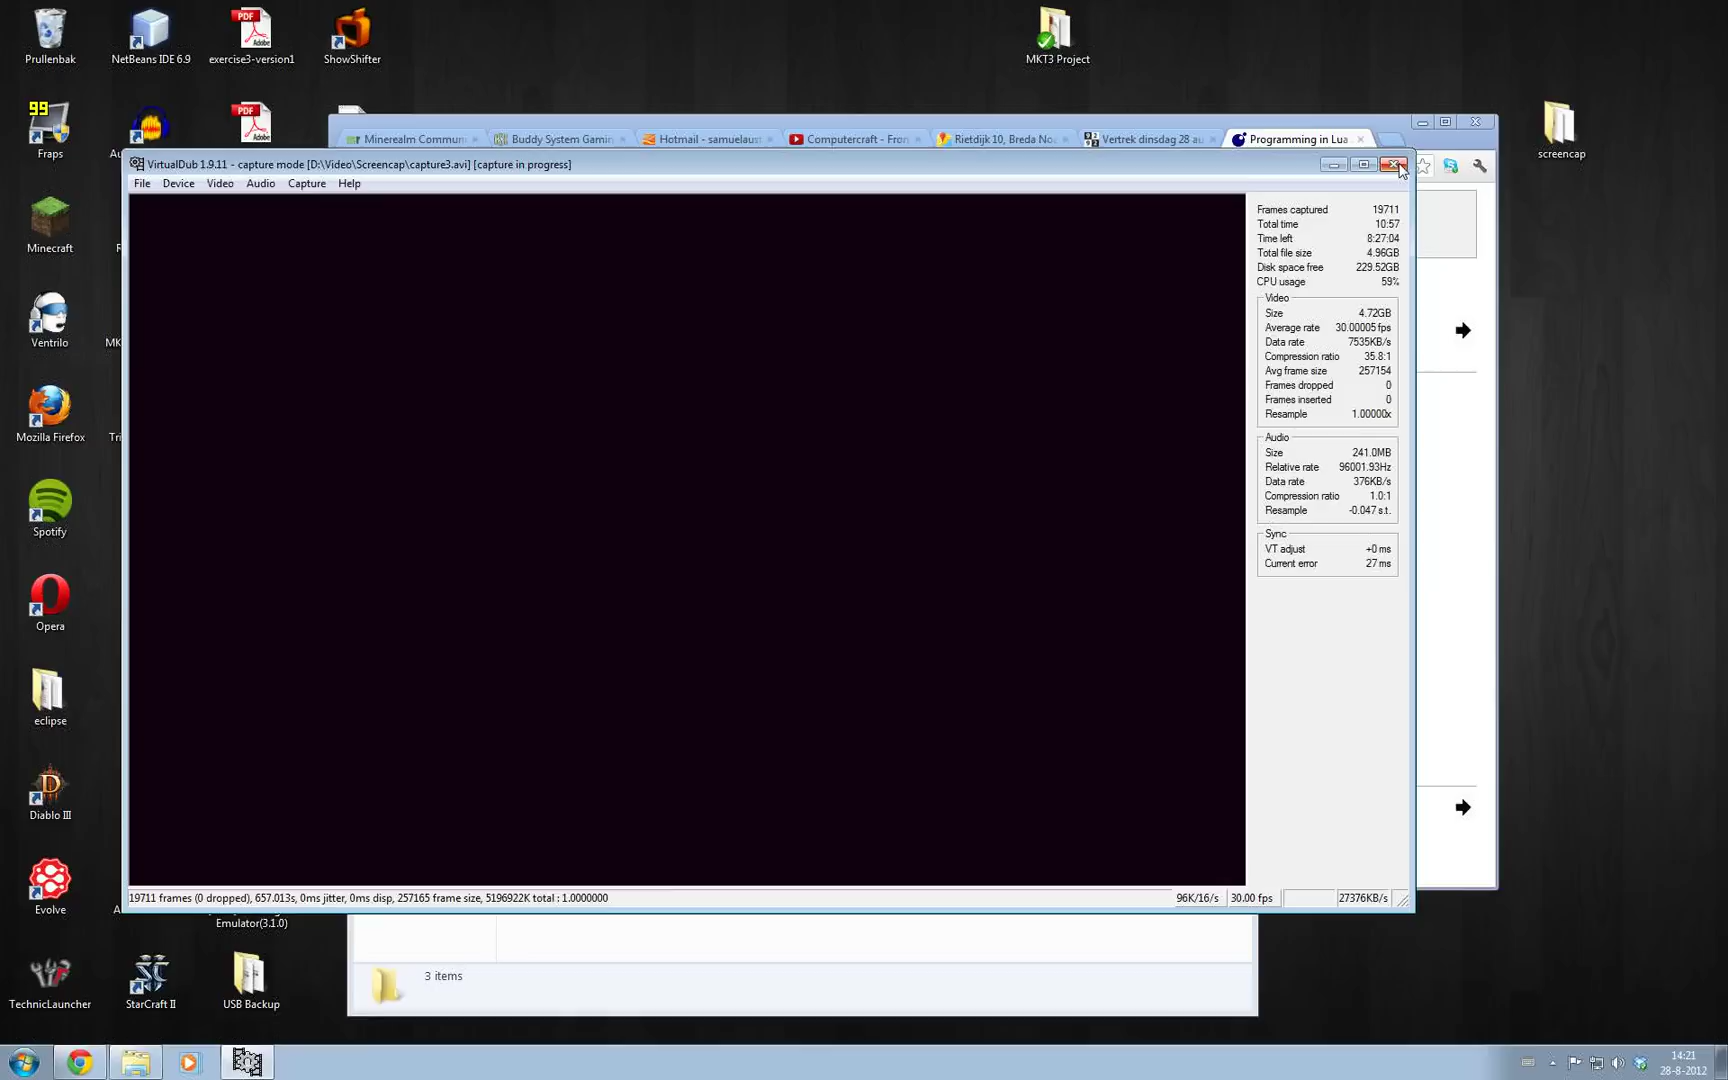 Prullenbak
NetBeans IDE 6.9
exercise3-version1
ShowShifter
MKT3 Project
99
Fraps
screencap
Minerealm Commun
Buddy System Gamin
Hotmail - samuelaust
Computercraft - Fron
Rietdijk 10, Breda Noo
Vertrek dinsdag 28 au
Programming in Lua
VirtualDub 1.9.11 - capture mode [D:\Video\Screencap\capture3.avi] [capture in progress]
File Device Video Audio Capture Help
Frames captured 19711
Total time 10:57
Time left 8:27:04
Total file size 4.96GB
Disk space free 229.52GB
CPU usage 59%
Video
Size 4.72GB
Average rate 30.00005 fps
Data rate 7535KB/s
Compression ratio 35.8:1
Avg frame size 257154
Frames dropped 0
Frames inserted 0
Resample 1.00000x
Audio
Size 241.0MB
Relative rate 96001.93Hz
Data rate 376KB/s
Compression ratio 1.0:1
Resample -0.047 s.t.
Sync
VT adjust +0 ms
Current error 27 ms
Minecraft
Ventrilo
MK
Mozilla Firefox
Tri
Spotify
Opera
eclipse
Diablo III
Evolve
19711 frames (0 dropped), 657.013s, 0ms jitter, 0ms disp, 257165 frame size, 5196922K total : 1.0000000
96K/16/s
30.00 fps
27376KB/s
Emulator(3.1.0)
TechnicLauncher
StarCraft II
USB Backup
3 items
14:21
28-8-2012